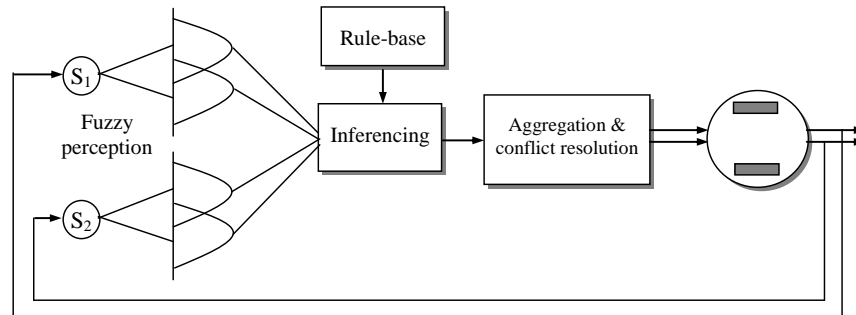 Rule-base
S1
Fuzzy
perception
Inferencing
Aggregation &
conflict resolution
S2